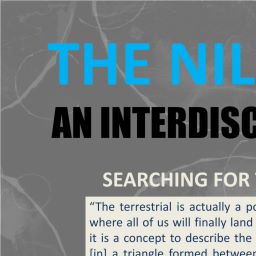 THE NIL
AN INTERDISC
SEARCHING FOR
“The terrestrial is actually a po
where all of us will finally land
it is a concept to describe the
[in] a triangle formed between